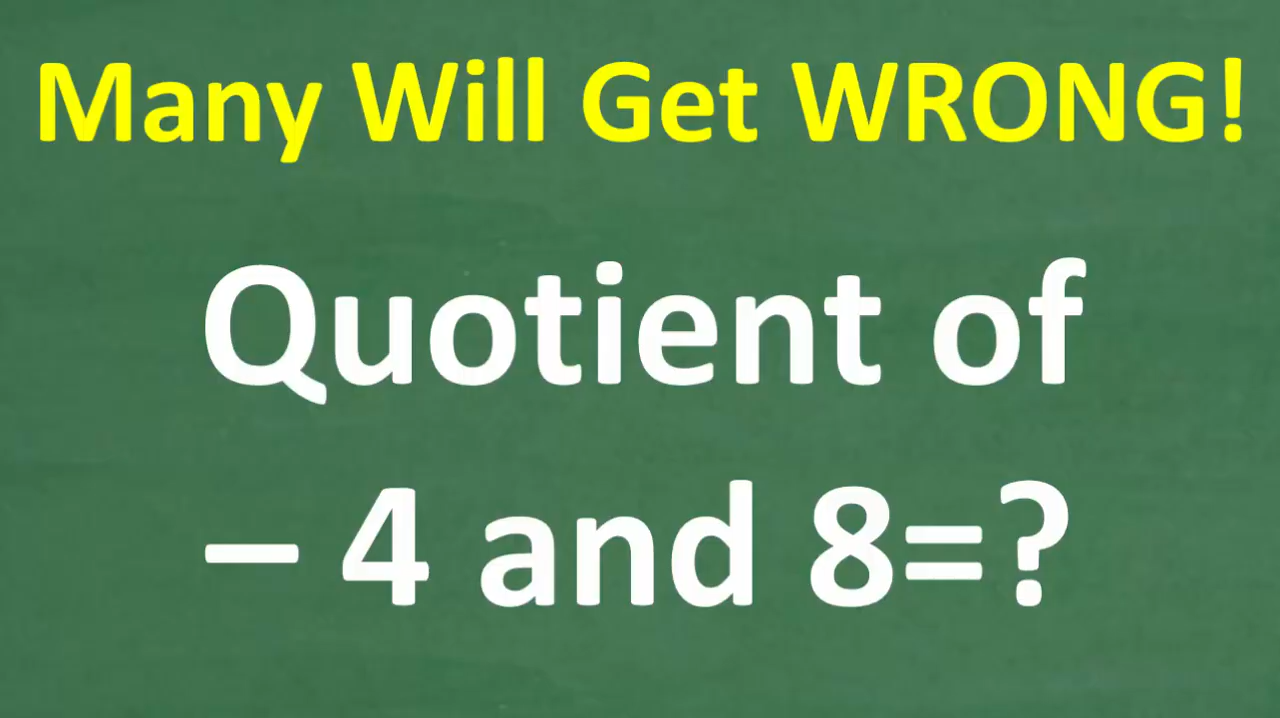 Many Will Get WRONG!
Quotient of
– 4 and 8=?